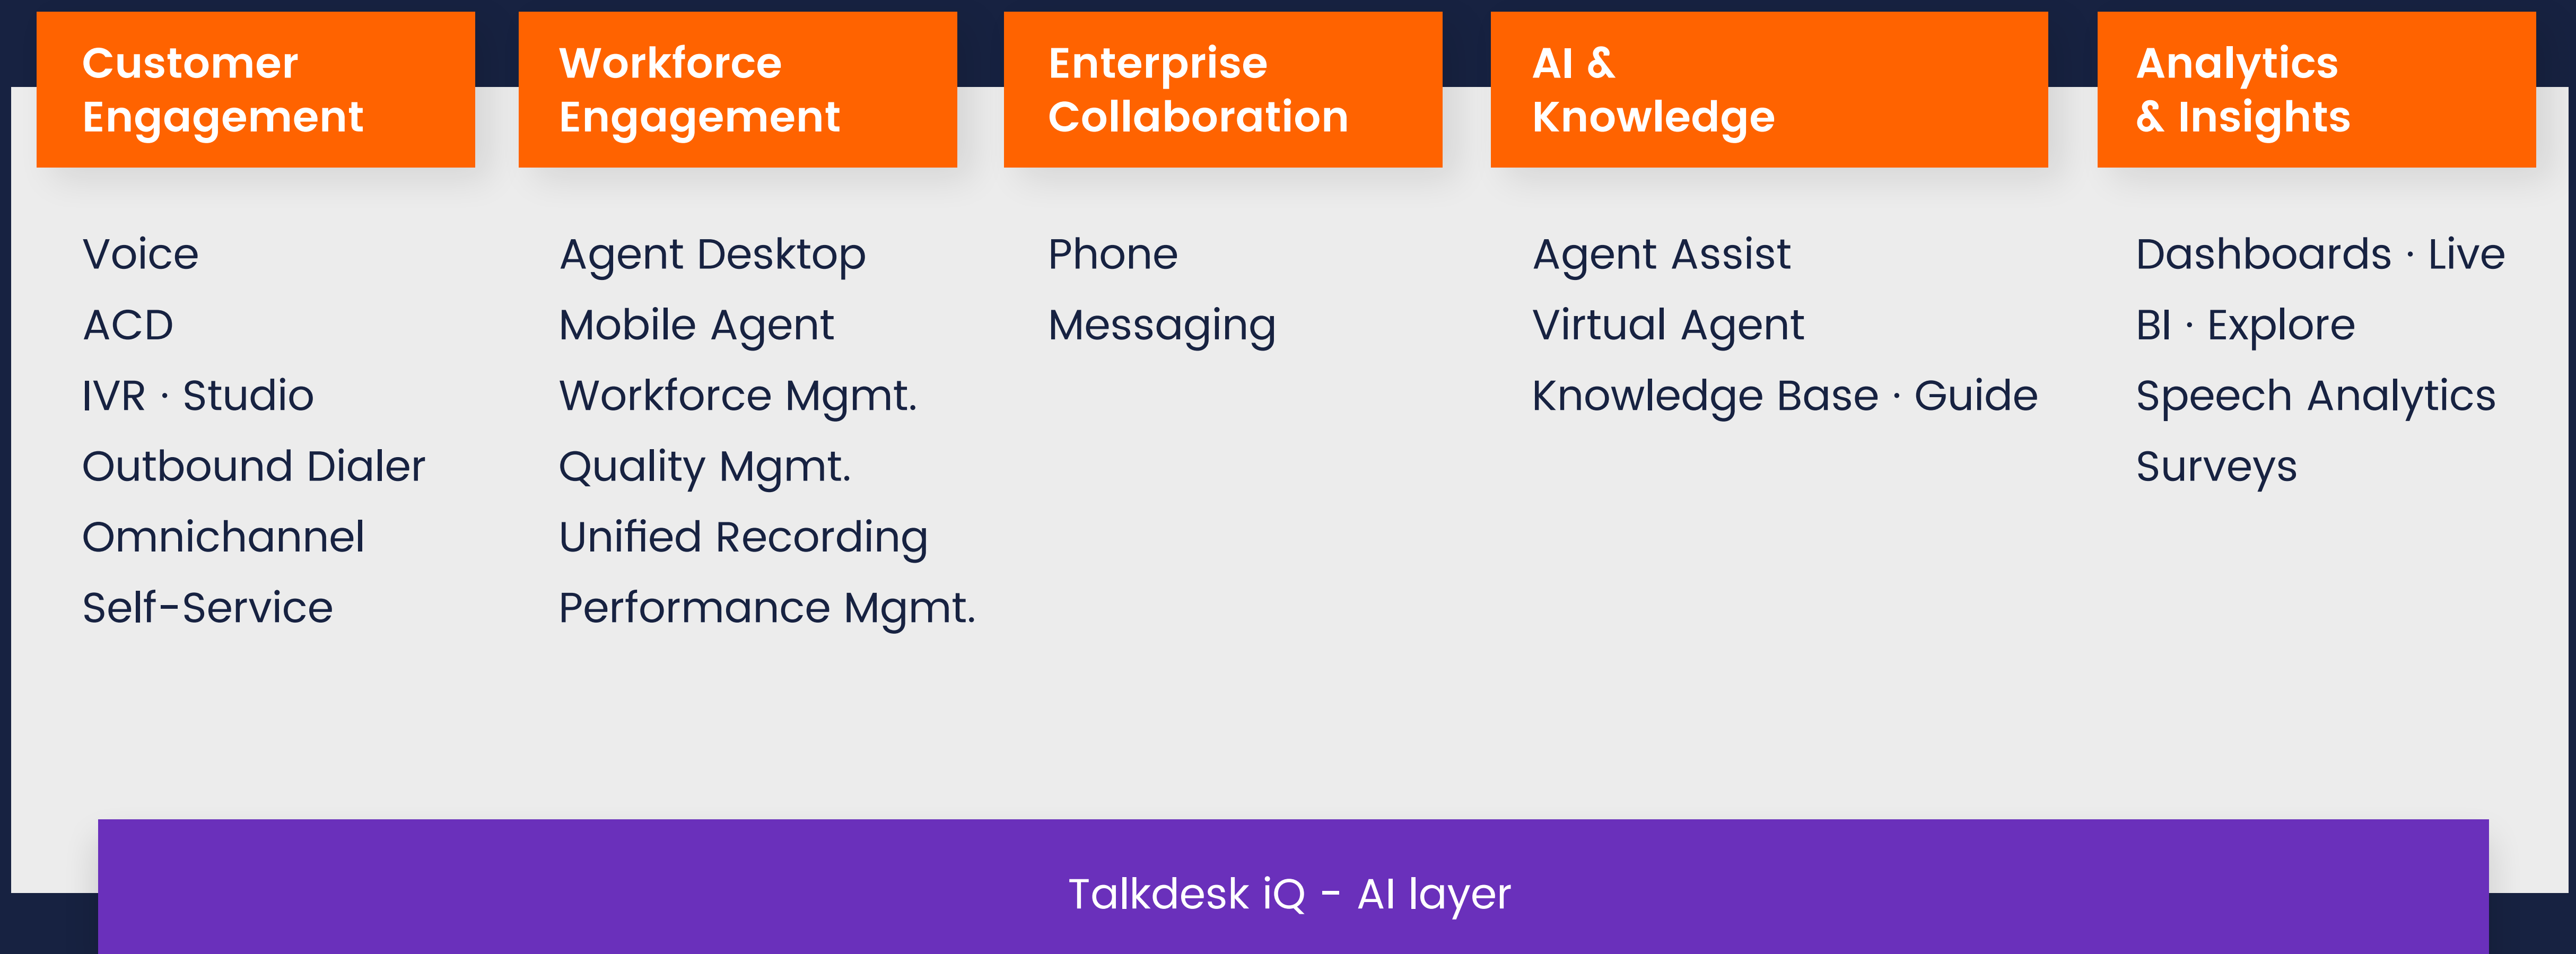 Customer
Engagement
Voice
ACD
IVR · Studio
Outbound Dialer
Omnichannel
Self-Service
Workforce
Engagement
Agent Desktop
Mobile Agent
Workforce Mgmt.
Quality Mgmt.
Unified Recording
Performance Mgmt.
Enterprise
Collaboration
Phone
Messaging
AI &
Knowledge
Agent Assist
Virtual Agent
Knowledge Base · Guide
Analytics
& Insights
Dashboards · Live
BI · Explore
Speech Analytics
Surveys
Talkdesk iQ - AI layer